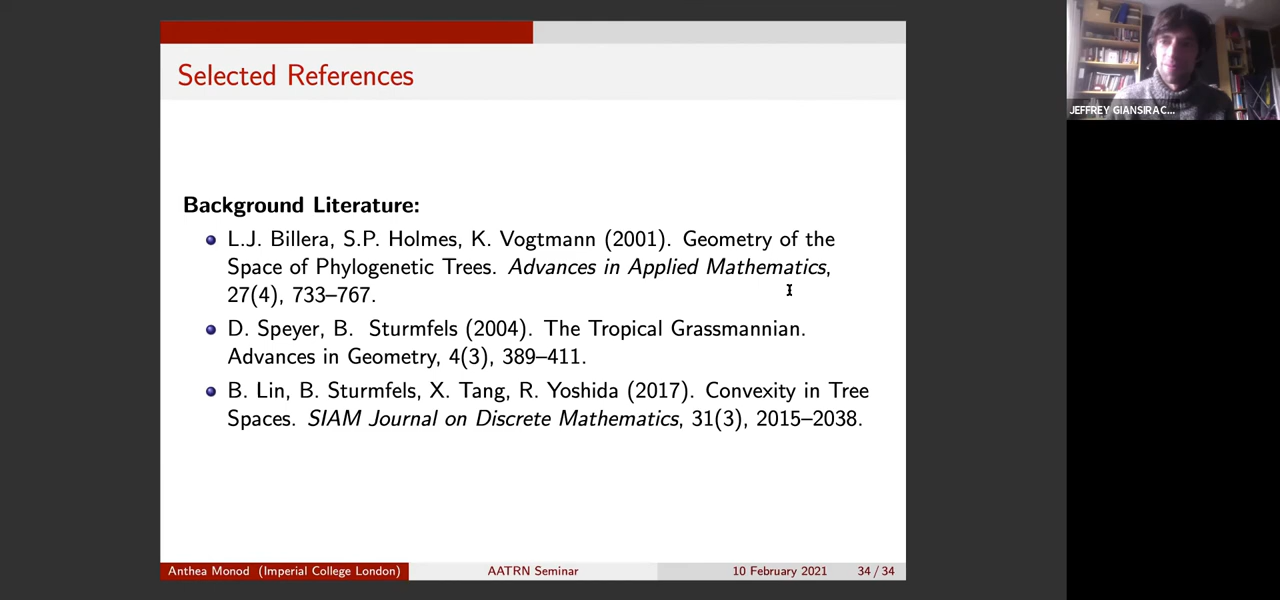 Selected References
Background Literature:
L.J. Billera, S.P. Holmes, K. Vogtmann (2001). Geometry of the
Space of Phylogenetic Trees. Advances in Applied Mathematics,
27(4), 733–767.
D. Speyer, B. Sturmfels (2004). The Tropical Grassmannian.
Advances in Geometry, 4(3), 389–411.
B. Lin, B. Sturmfels, X. Tang, R. Yoshida (2017). Convexity in Tree
Spaces. SIAM Journal on Discrete Mathematics, 31(3), 2015–2038.
Anthea Monod (Imperial College London) AATRN Seminar 10 February 2021 34 / 34
JEFFREY GIANSIRAC...